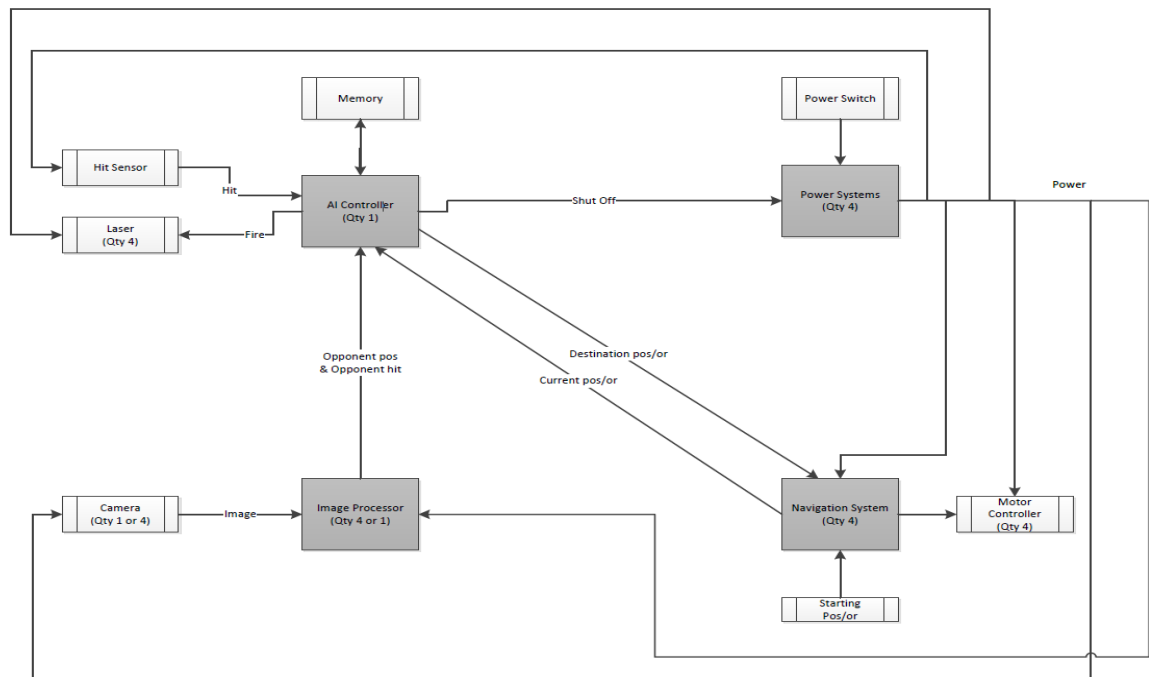 Memory
Power Switch
Hit Sensor
Hit
AI Controller
(Qty 1)
Shut Off
Power Systems
(Qty 4)
Power
Laser
(Qty 4)
Fire
Opponent pos
& Opponent hit
Destination pos/or
Current pos/or
Camera
(Qty 1 or 4)
Image
Image Processor
(Qty 4 or 1)
Navigation System
(Qty 4)
Motor
Controller
(Qty 4)
Starting
Pos/or